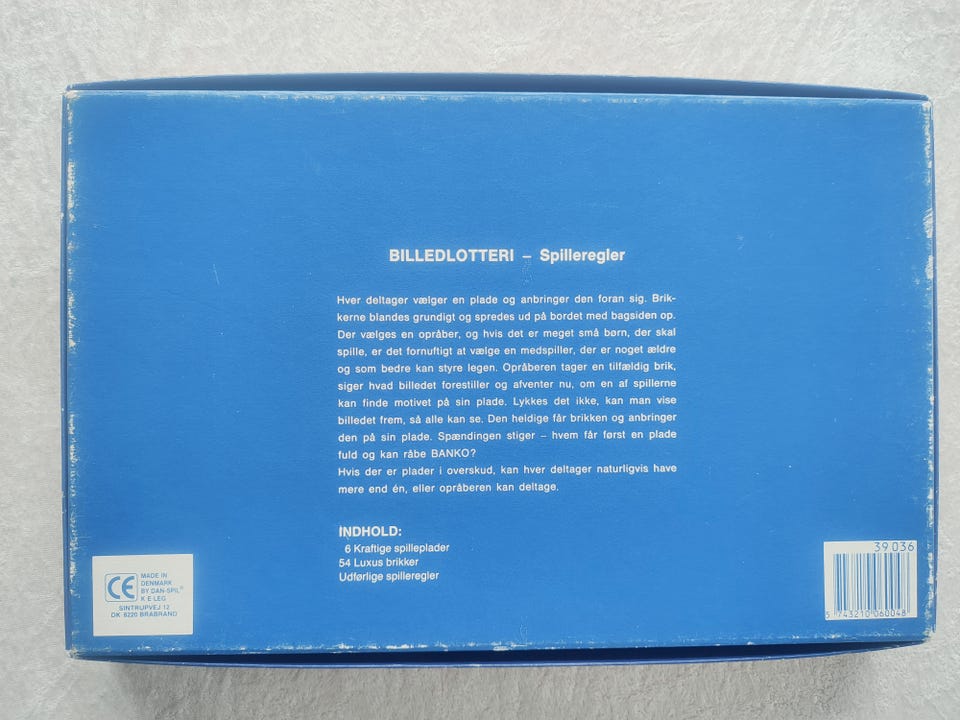 BILLEDLOTTERI – Spilleregler
Hver deltager vælger en plade og anbringer den foran sig. Brik-
kerne blandes grundigt og spredes ud på bordet med bagsiden op.
Der vælges en opråber, og hvis det er meget små børn, der skal
spille, er det fornuftigt at vælge en medspiller, der er noget ældre
og som bedre kan styre legen. Opråberen tager en tilfældig brik,
siger hvad billedet forestiller og afventer nu, om en af spillerne
kan finde motivet på sin plade. Lykkes det ikke, kan man vise
billedet frem, så alle kan se. Den heldige får brikken og anbringer
den på sin plade. Spændingen stiger – hvem får først en plade
fuld og kan råbe BANKO?
Hvis der er plader i overskud, kan hver deltager naturligvis have
mere end én, eller opråberen kan deltage.
INDHOLD:
6 Kraftige spilleplader
54 Luxus brikker
Udførlige spilleregler
CE
MADE IN
DENMARK
BY DAN-SPIL®
K E LEG
SINTRUPVEJ 12
DK 8220 BRABRAND
39 036
5 743210 060048